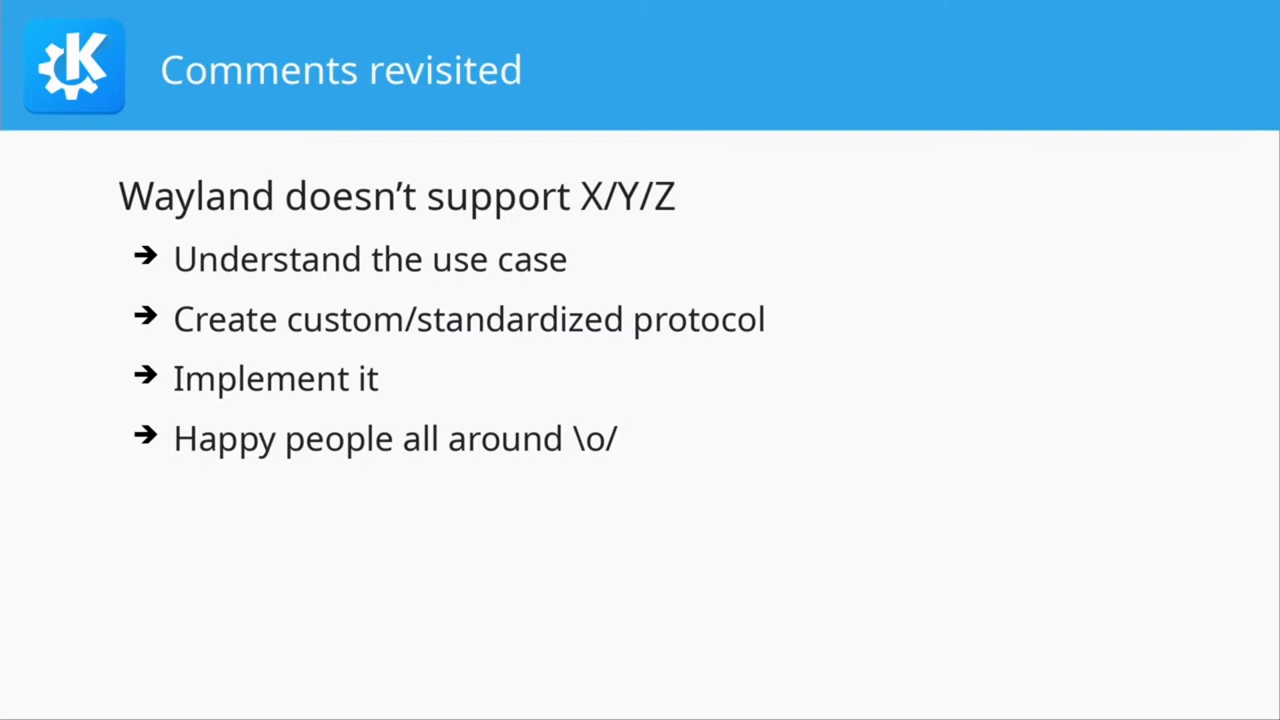 Comments revisited
Wayland doesn’t support X/Y/Z
➔ Understand the use case
➔ Create custom/standardized protocol
➔ Implement it
➔ Happy people all around \o/